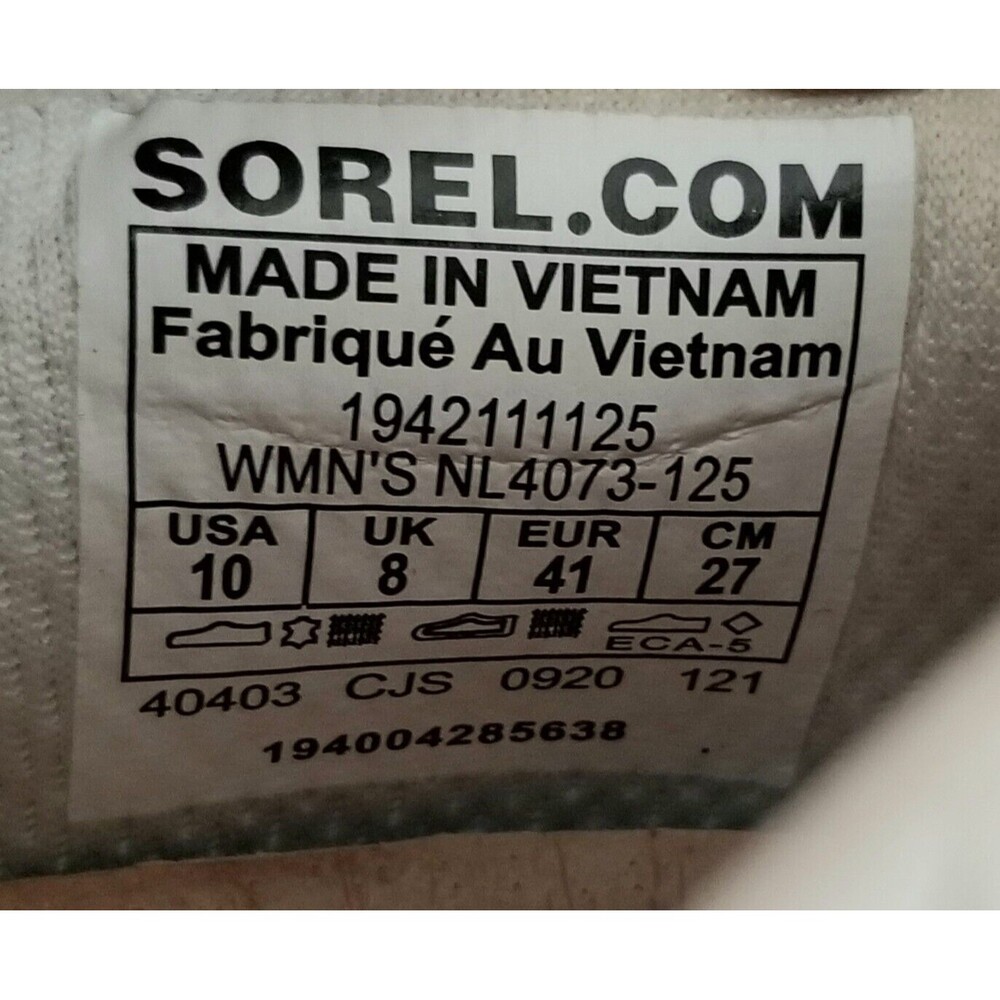 SOREL.COM
MADE IN VIETNAM
Fabriqué Au Vietnam
1942111125
WMN'S NL4073-125
USA UK EUR CM
10 8 41 27
ECA-5
40403 CJS 0920 121
194004285638